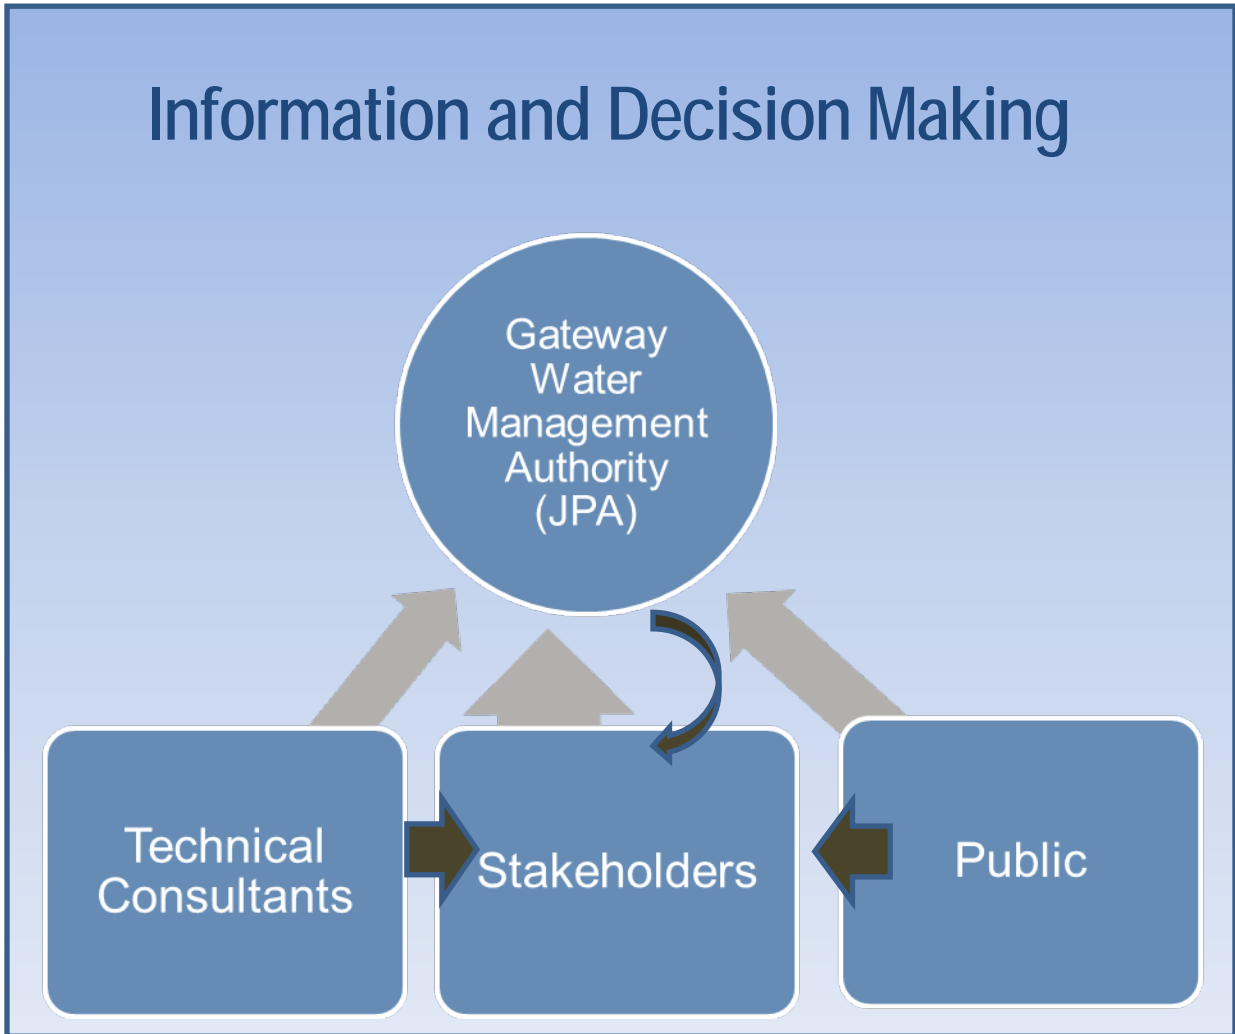 Information and Decision Making
Gateway
Water
Management
Authority
(JPA)
Technical
Consultants
Stakeholders
Public